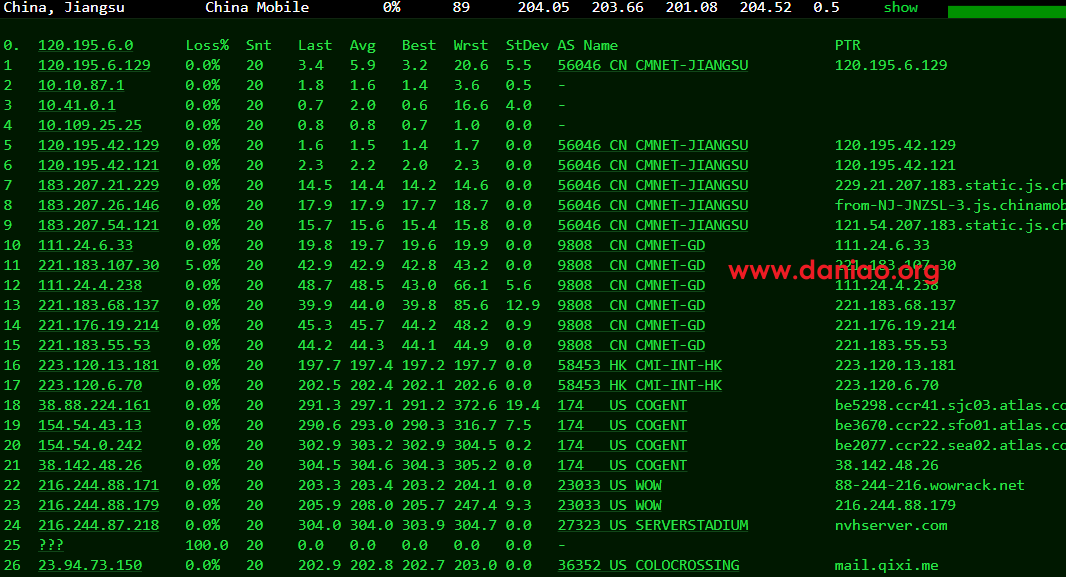 China, Jiangsu China Mobile 0% 89 204.05 203.66 201.08 204.52 0.5 show
0. 120.195.6.0 Loss% Snt Last Avg Best Wrst StDev AS Name PTR
1 120.195.6.129 0.0% 20 3.4 5.9 3.2 20.6 5.5 56046 CN CMNET-JIANGSU 120.195.6.129
2 10.10.87.1 0.0% 20 1.8 1.6 1.4 3.6 0.5 -
3 10.41.0.1 0.0% 20 0.7 2.0 0.6 16.6 4.0 -
4 10.109.25.25 0.0% 20 0.8 0.8 0.7 1.0 0.0 -
5 120.195.42.129 0.0% 20 1.6 1.5 1.4 1.7 0.0 56046 CN CMNET-JIANGSU 120.195.42.129
6 120.195.42.121 0.0% 20 2.3 2.2 2.0 2.3 0.0 56046 CN CMNET-JIANGSU 120.195.42.121
7 183.207.21.229 0.0% 20 14.5 14.4 14.2 14.6 0.0 56046 CN CMNET-JIANGSU 229.21.207.183.static.js.ch
8 183.207.26.146 0.0% 20 17.9 17.9 17.7 18.7 0.0 56046 CN CMNET-JIANGSU from-NJ-JNZSL-3.js.chinamob
9 183.207.54.121 0.0% 20 15.7 15.6 15.4 15.8 0.0 56046 CN CMNET-JIANGSU 121.54.207.183.static.js.ch
10 111.24.6.33 0.0% 20 19.8 19.7 19.6 19.9 0.0 9808 CN CMNET-GD 111.24.6.33
11 221.183.107.30 5.0% 20 42.9 42.9 42.8 43.2 0.0 9808 CN CMNET-GD 221.183.107.30
www.daniao.org
12 111.24.4.238 0.0% 20 48.7 48.5 43.0 66.1 5.6 9808 CN CMNET-GD 111.24.4.238
13 221.183.68.137 0.0% 20 39.9 44.0 39.8 85.6 12.9 9808 CN CMNET-GD 221.183.68.137
14 221.176.19.214 0.0% 20 45.3 45.7 44.2 48.2 0.9 9808 CN CMNET-GD 221.176.19.214
15 221.183.55.53 0.0% 20 44.2 44.3 44.1 44.9 0.0 9808 CN CMNET-GD 221.183.55.53
16 223.120.13.181 0.0% 20 197.7 197.4 197.2 197.7 0.0 58453 HK CMI-INT-HK 223.120.13.181
17 223.120.6.70 0.0% 20 202.5 202.4 202.1 202.6 0.0 58453 HK CMI-INT-HK 223.120.6.70
18 38.88.224.161 0.0% 20 291.3 297.1 291.2 372.6 19.4 174 US COGENT be5298.ccr41.sjc03.atlas.co
19 154.54.43.13 0.0% 20 290.6 293.0 290.3 316.7 7.5 174 US COGENT be3670.ccr22.sfo01.atlas.co
20 154.54.0.242 0.0% 20 302.9 303.2 302.9 304.5 0.2 174 US COGENT be2077.ccr22.sea02.atlas.co
21 38.142.48.26 0.0% 20 304.5 304.6 304.3 305.2 0.0 174 US COGENT 38.142.48.26
22 216.244.88.171 0.0% 20 203.3 203.4 203.2 204.1 0.0 23033 US WOW 88-244-216.wowrack.net
23 216.244.88.179 0.0% 20 205.9 208.0 205.7 247.4 9.3 23033 US WOW 216.244.88.179
24 216.244.87.218 0.0% 20 304.0 304.0 303.9 304.7 0.0 27323 US SERVERSTADIUM nvhserver.com
25 ??? 100.0 20 0.0 0.0 0.0 0.0 0.0 -
26 23.94.73.150 0.0% 20 202.9 202.8 202.7 203.0 0.0 36352 US COLOCROSSING mail.qixi.me